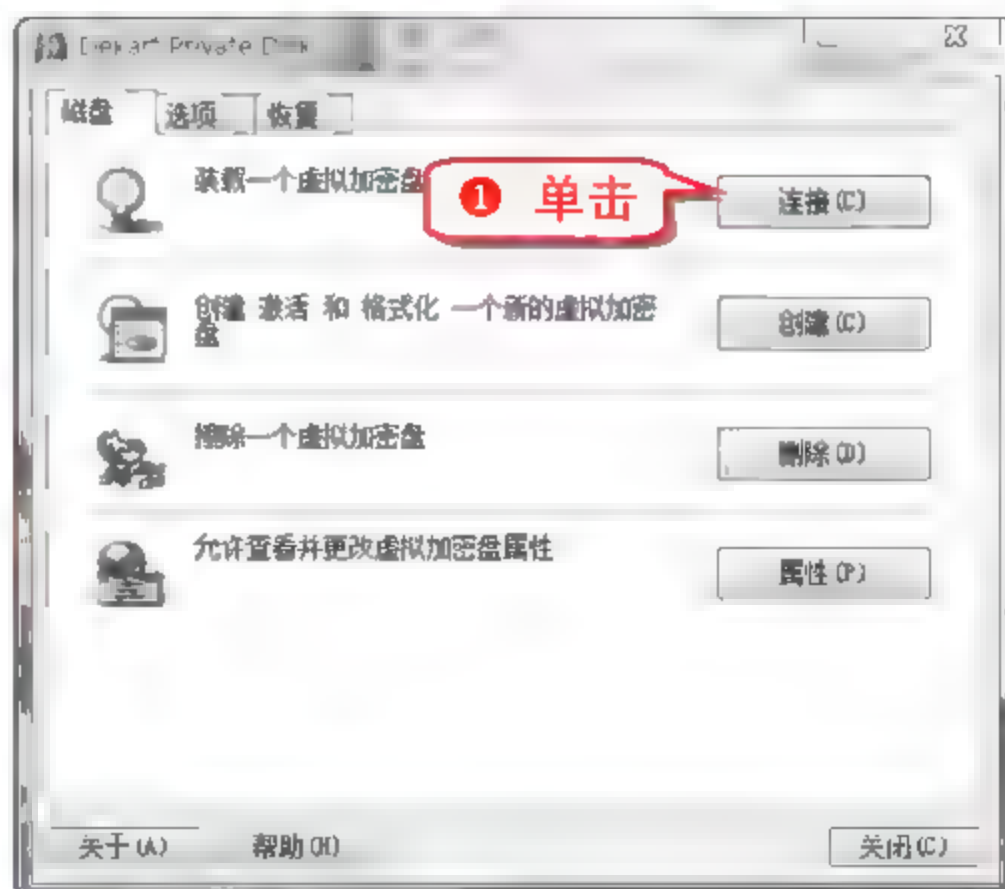 Dekart Private Disk
磁盘 选项 恢复
装载一个虚拟加密盘
❶ 单击
连接(C)
创建 激活 和 格式化 一个新的虚拟加密
盘
创建(C)
擦除一个虚拟加密盘
删除(D)
允许查看并更改虚拟加密盘属性
属性(P)
关于(A) 帮助(H) 关闭(C)